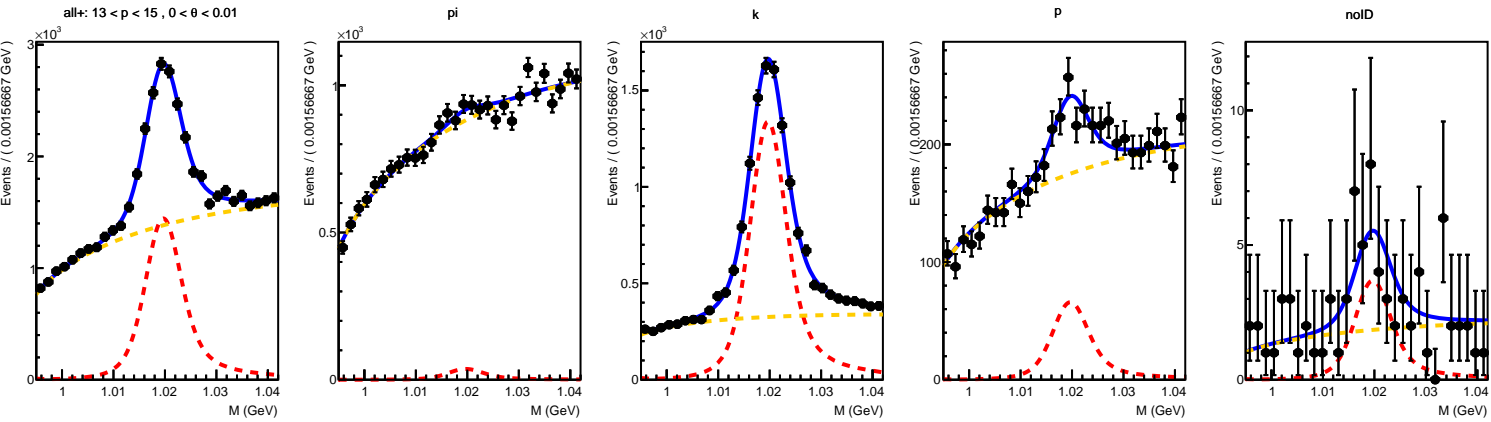 all+: 13 < p < 15 , 0 < θ < 0.01
×10³
Events / ( 0.00156667 GeV )
3
2
1
0
1 1.01 1.02 1.03 1.04
M (GeV)
pi
×10³
Events / ( 0.00156667 GeV )
1
0.5
0
1 1.01 1.02 1.03 1.04
M (GeV)
k
×10³
Events / ( 0.00156667 GeV )
1.5
1
0.5
0
1 1.01 1.02 1.03 1.04
M (GeV)
p
Events / ( 0.00156667 GeV )
200
100
0
1 1.01 1.02 1.03 1.04
M (GeV)
noID
Events / ( 0.00156667 GeV )
10
5
0
1 1.01 1.02 1.03 1.04
M (GeV)